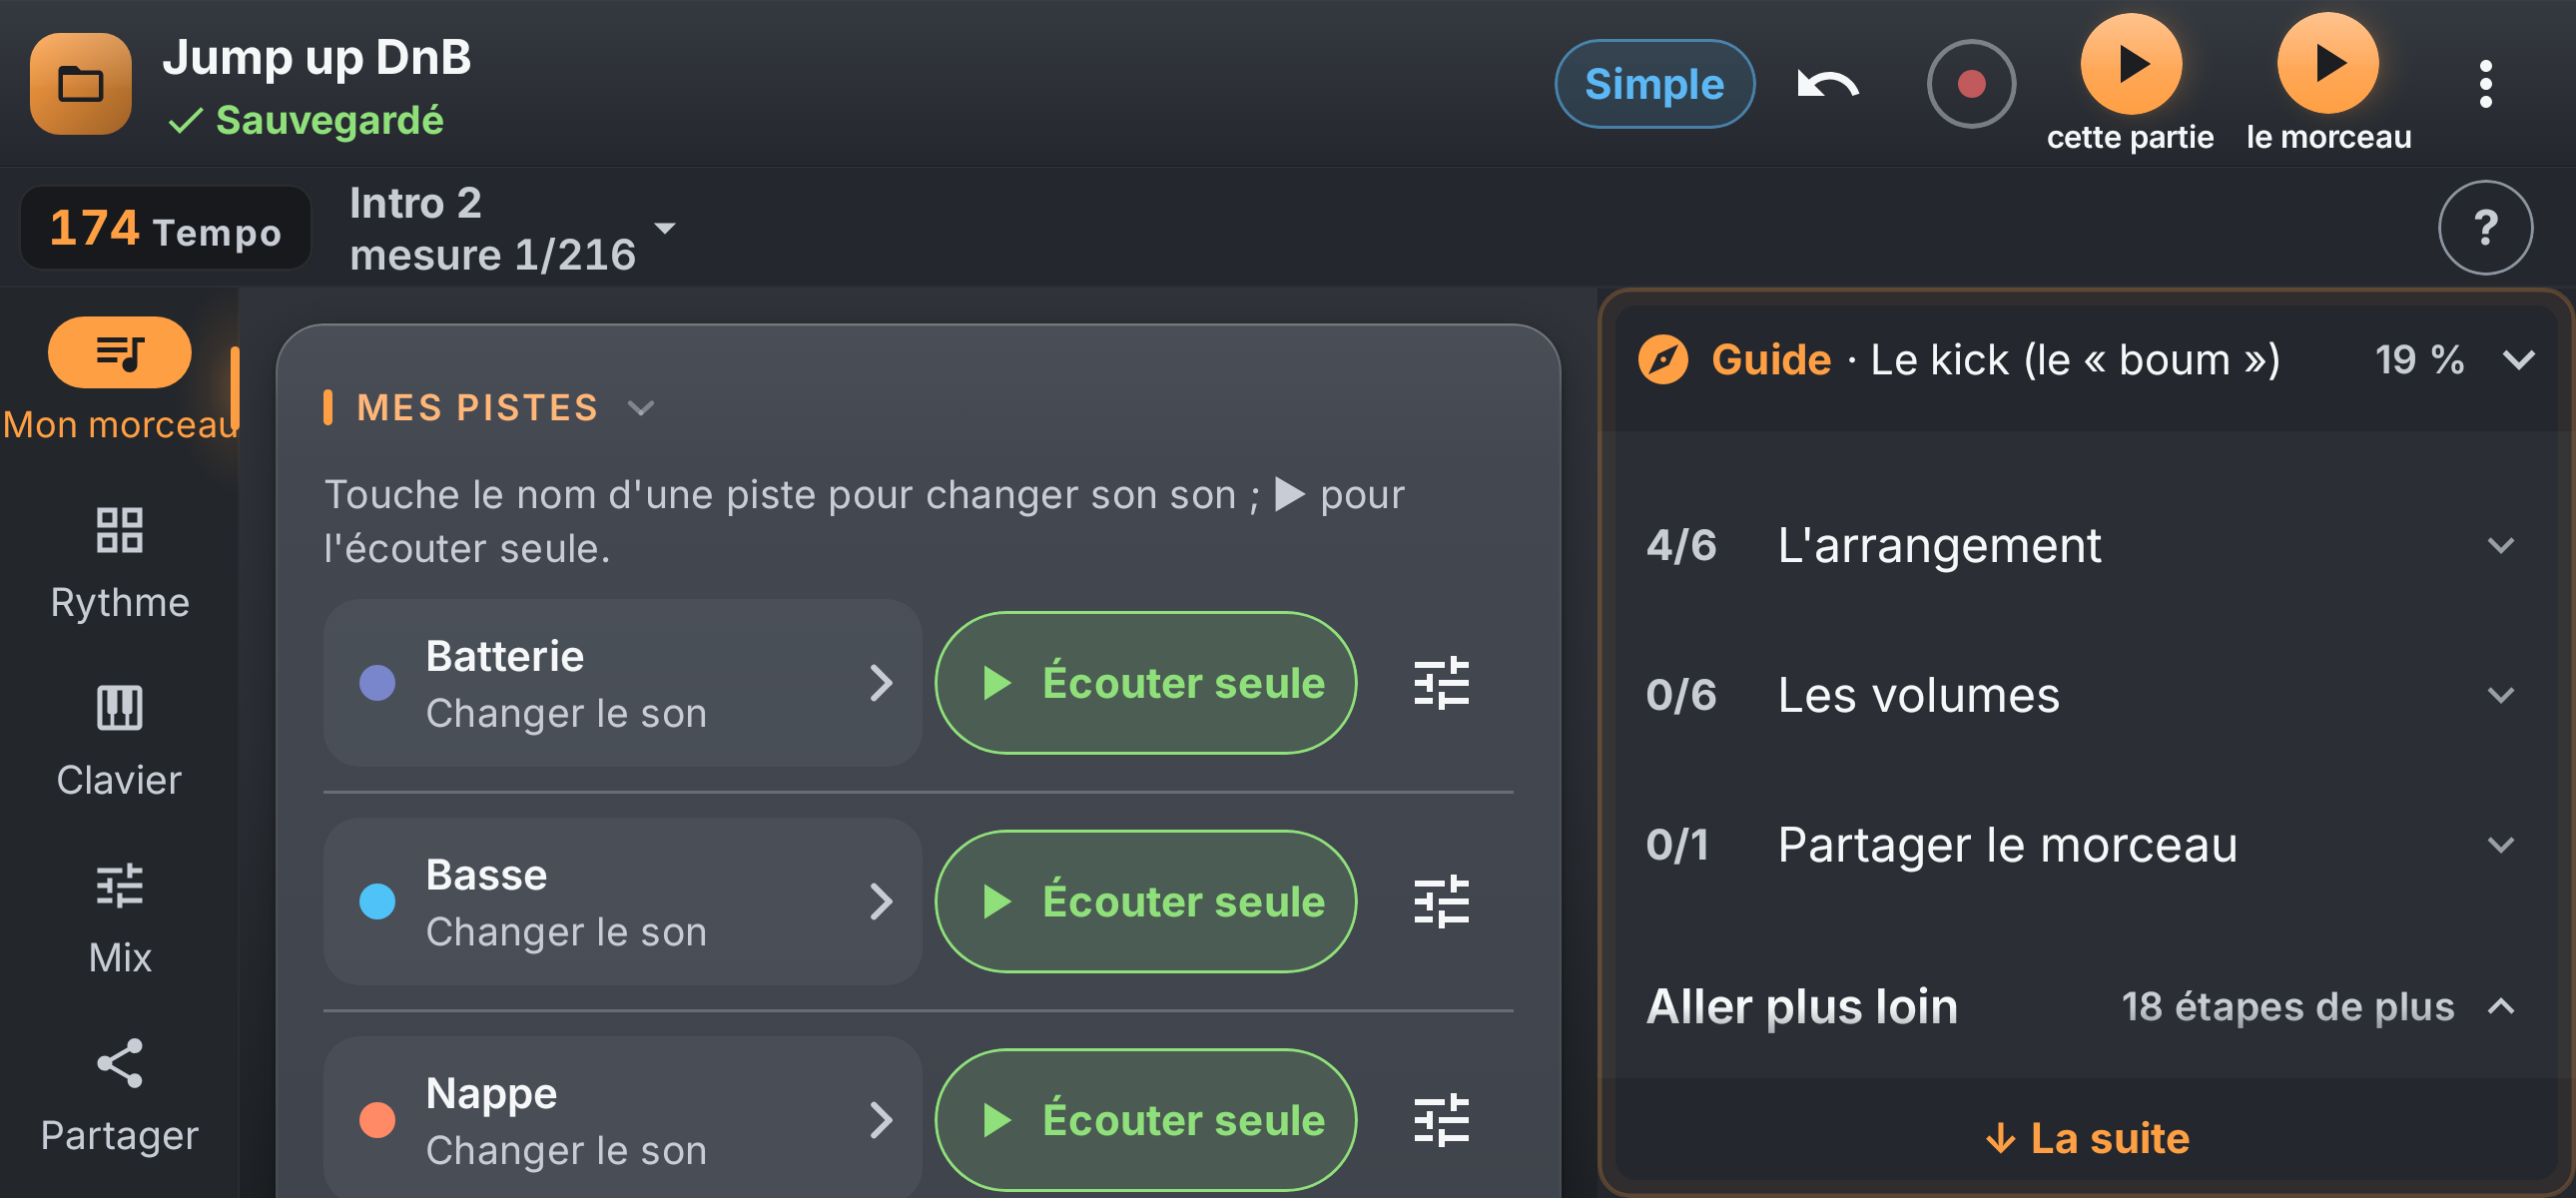 Jump up DnB
Sauvegardé
Simple
cette partie
le morceau
174 Tempo
Intro 2
mesure 1/216
?
Mon morceau
Rythme
Clavier
Mix
Partager
MES PISTES
Touche le nom d'une piste pour changer son son ; ▶ pour
l'écouter seule.
Batterie
Changer le son
Écouter seule
Basse
Changer le son
Écouter seule
Nappe
Changer le son
Écouter seule
Guide · Le kick (le « boum ») 19 %
4/6 L'arrangement
0/6 Les volumes
0/1 Partager le morceau
Aller plus loin 18 étapes de plus
↓ La suite